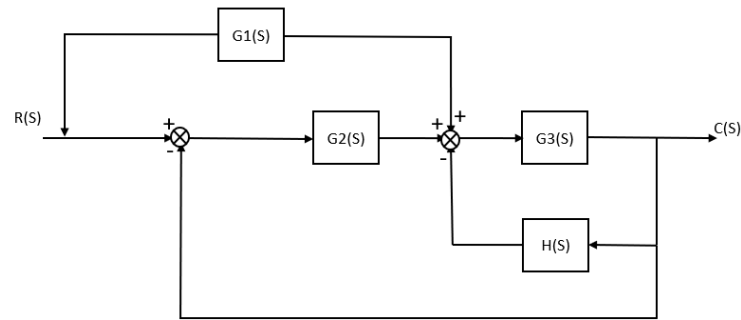 G1(S)
R(S)
+
+
+
C(S)
G2(S)
G3(S)
-
-
H(S)